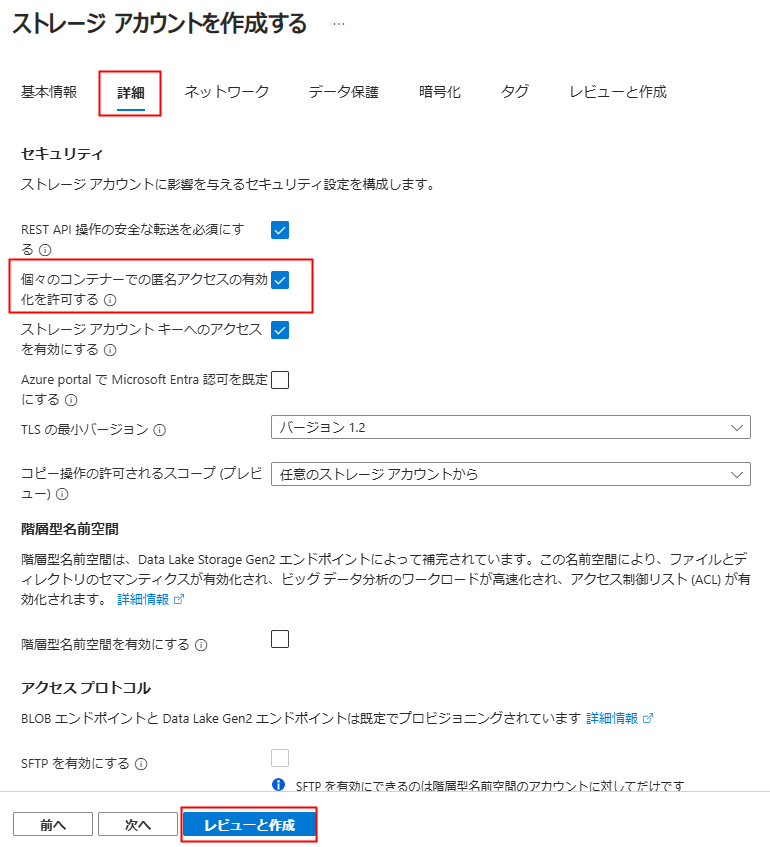 ストレージ アカウントを作成する ...
基本情報 詳細 ネットワーク データ保護 暗号化 タグ レビューと作成
セキュリティ
ストレージ アカウントに影響を与えるセキュリティ設定を構成します。
REST API 操作の安全な転送を必須にす
る
個々のコンテナーでの匿名アクセスの有効
化を許可する
ストレージ アカウント キーへのアクセス
を有効にする
Azure portal で Microsoft Entra 認可を既定
にする
TLS の最小バージョン バージョン 1.2
コピー操作の許可されるスコープ (プレビ
ュー) 任意のストレージ アカウントから
階層型名前空間
階層型名前空間は、Data Lake Storage Gen2 エンドポイントによって補完されています。この名前空間により、ファイルとデ
ィレクトリのセマンティクスが有効化され、ビッグ データ分析のワークロードが高速化され、アクセス制御リスト (ACL) が有
効化されます。 詳細情報
階層型名前空間を有効にする
アクセス プロトコル
BLOB エンドポイントと Data Lake Gen2 エンドポイントは既定でプロビジョニングされています 詳細情報
SFTP を有効にする
SFTP を有効にできるのは階層型名前空間のアカウントに対してだけです
前へ 次へ レビューと作成